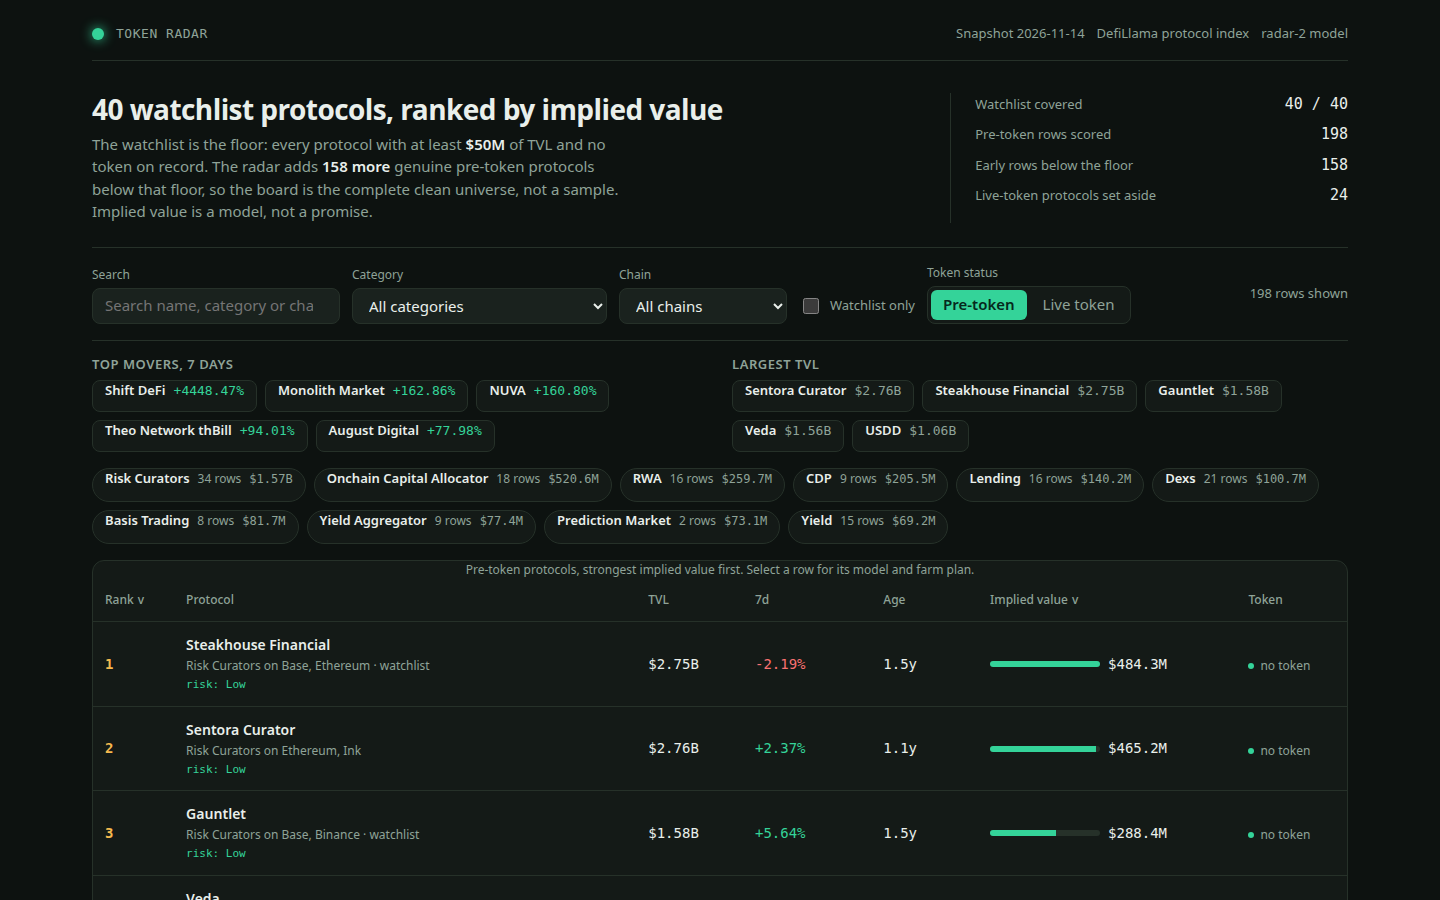 TOKEN RADAR
Snapshot 2026-11-14 DefiLlama protocol index radar-2 model
40 watchlist protocols, ranked by implied value
The watchlist is the floor: every protocol with at least $50M of TVL and no
token on record. The radar adds 158 more genuine pre-token protocols
below that floor, so the board is the complete clean universe, not a sample.
Implied value is a model, not a promise.
Watchlist covered 40 / 40
Pre-token rows scored 198
Early rows below the floor 158
Live-token protocols set aside 24
Search Category Chain Token status
Search name, category or cha All categories All chains Watchlist only Pre-token Live token 198 rows shown
TOP MOVERS, 7 DAYS
Shift DeFi +4448.47% Monolith Market +162.86% NUVA +160.80%
Theo Network thBill +94.01% August Digital +77.98%
LARGEST TVL
Sentora Curator $2.76B Steakhouse Financial $2.75B Gauntlet $1.58B
Veda $1.56B USDD $1.06B
Risk Curators 34 rows $1.57B Onchain Capital Allocator 18 rows $520.6M RWA 16 rows $259.7M CDP 9 rows $205.5M Lending 16 rows $140.2M Dexs 21 rows $100.7M
Basis Trading 8 rows $81.7M Yield Aggregator 9 rows $77.4M Prediction Market 2 rows $73.1M Yield 15 rows $69.2M
Pre-token protocols, strongest implied value first. Select a row for its model and farm plan.
Rank v Protocol TVL 7d Age Implied value v Token
1 Steakhouse Financial $2.75B -2.19% 1.5y $484.3M no token
Risk Curators on Base, Ethereum · watchlist
risk: Low
2 Sentora Curator $2.76B +2.37% 1.1y $465.2M no token
Risk Curators on Ethereum, Ink
risk: Low
3 Gauntlet $1.58B +5.64% 1.5y $288.4M no token
Risk Curators on Base, Binance · watchlist
risk: Low
Veda